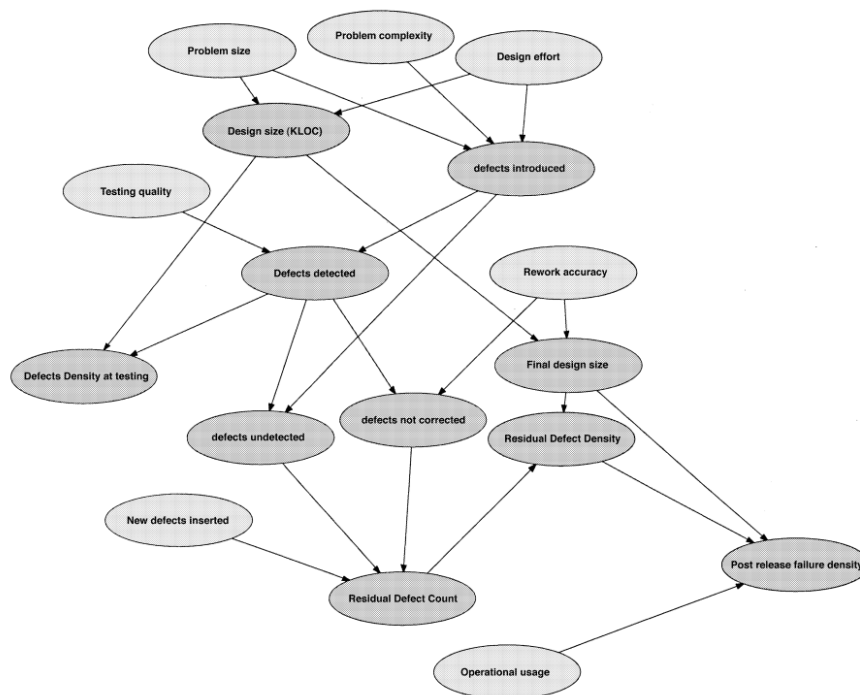 Problem complexity
Problem size
Design effort
Design size (KLOC)
defects introduced
Testing quality
Defects detected
Rework accuracy
Final design size
Defects Density at testing
defects not corrected
defects undetected
Residual Defect Density
New defects inserted
Post release failure density
Residual Defect Count
Operational usage